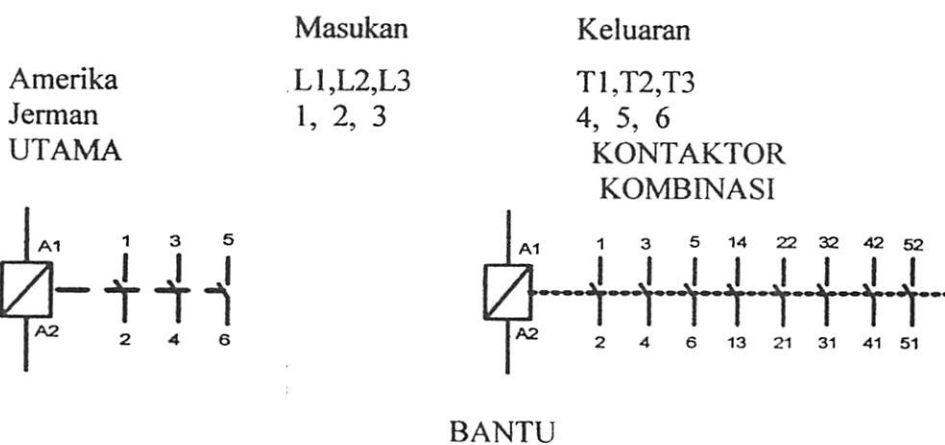 Masukan Keluaran
Amerika L1,L2,L3 T1,T2,T3
Jerman 1, 2, 3 4, 5, 6
UTAMA KONTAKTOR
KOMBINASI
A1 1 3 5 A1 1 3 5 14 22 32 42 52
A2 2 4 6 A2 2 4 6 13 21 31 41 51
BANTU